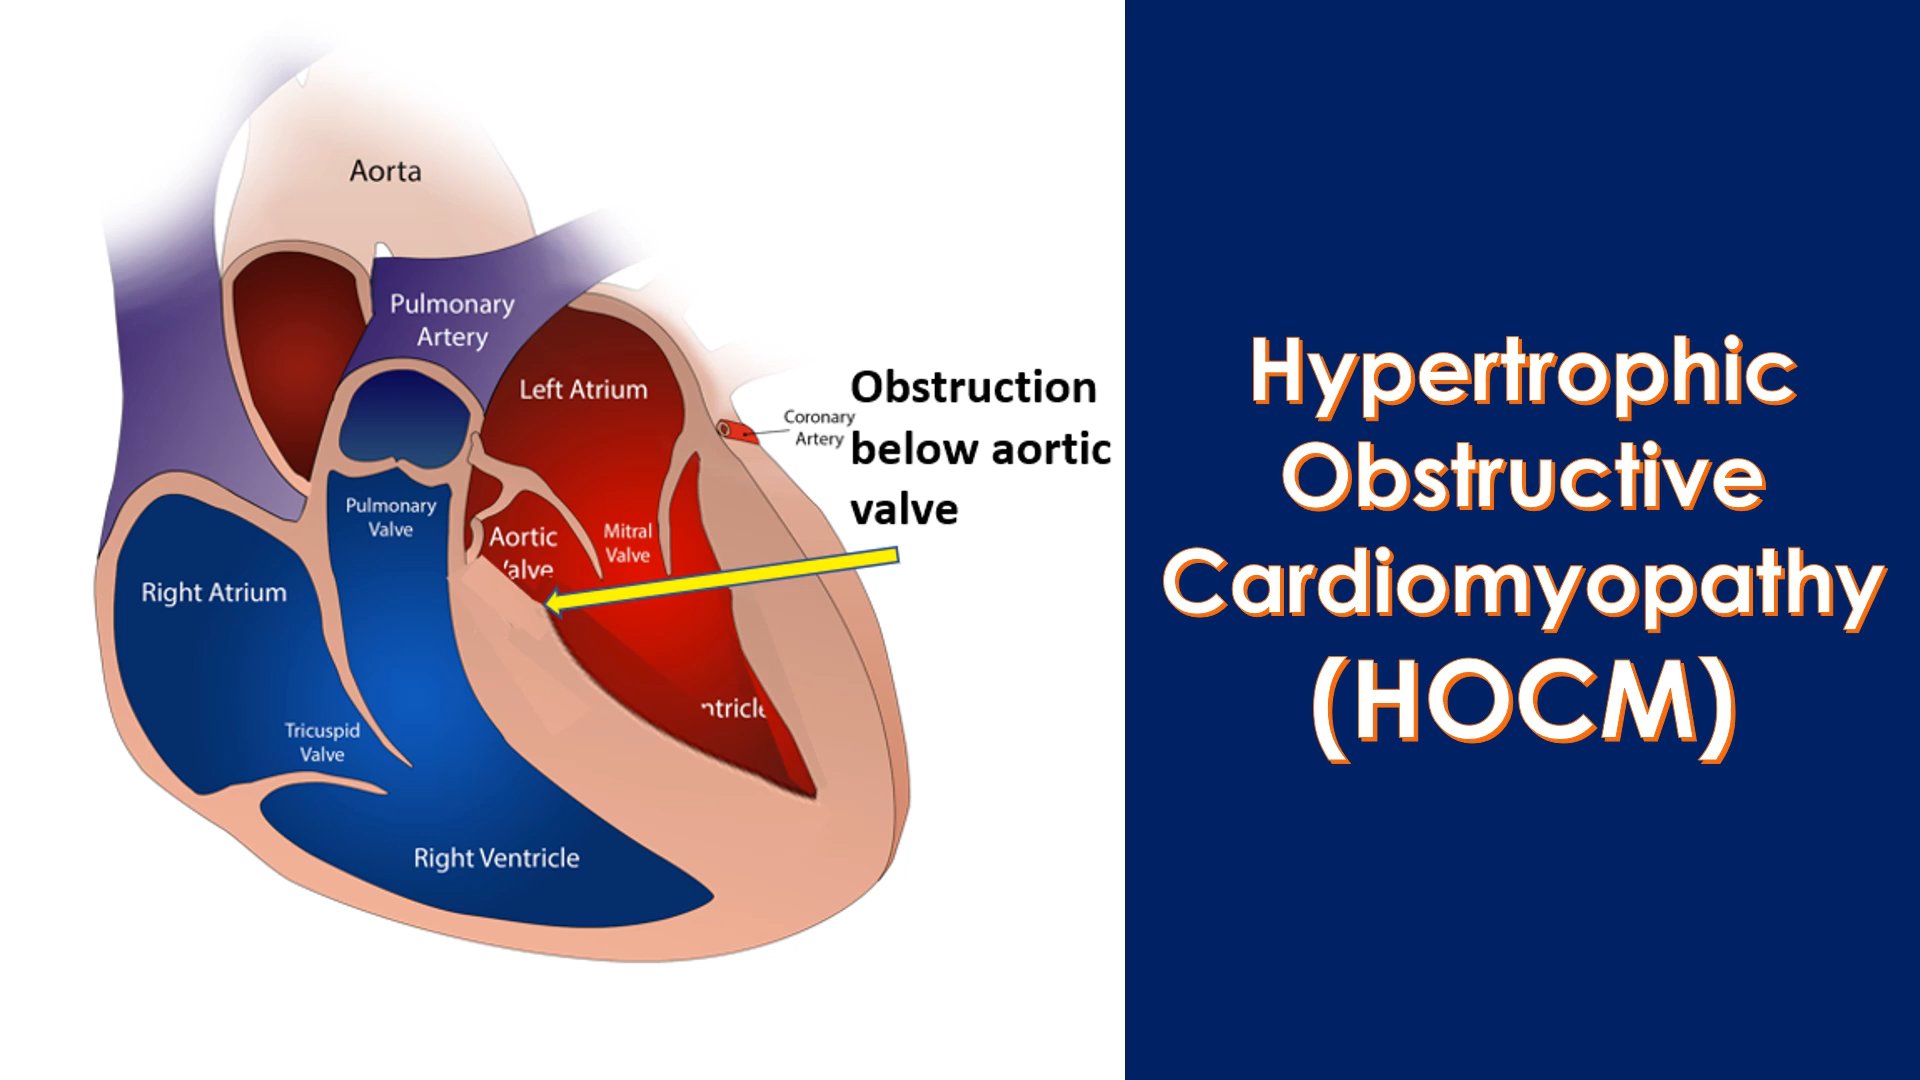 Aorta
Pulmonary
Artery
Left Atrium
Coronary
Artery
Obstruction
below aortic
valve
Pulmonary
Valve
Aortic
Valve
Mitral
Valve
Right Atrium
ntricle
Tricuspid
Valve
Right Ventricle
Hypertrophic
Obstructive
Cardiomyopathy
(HOCM)